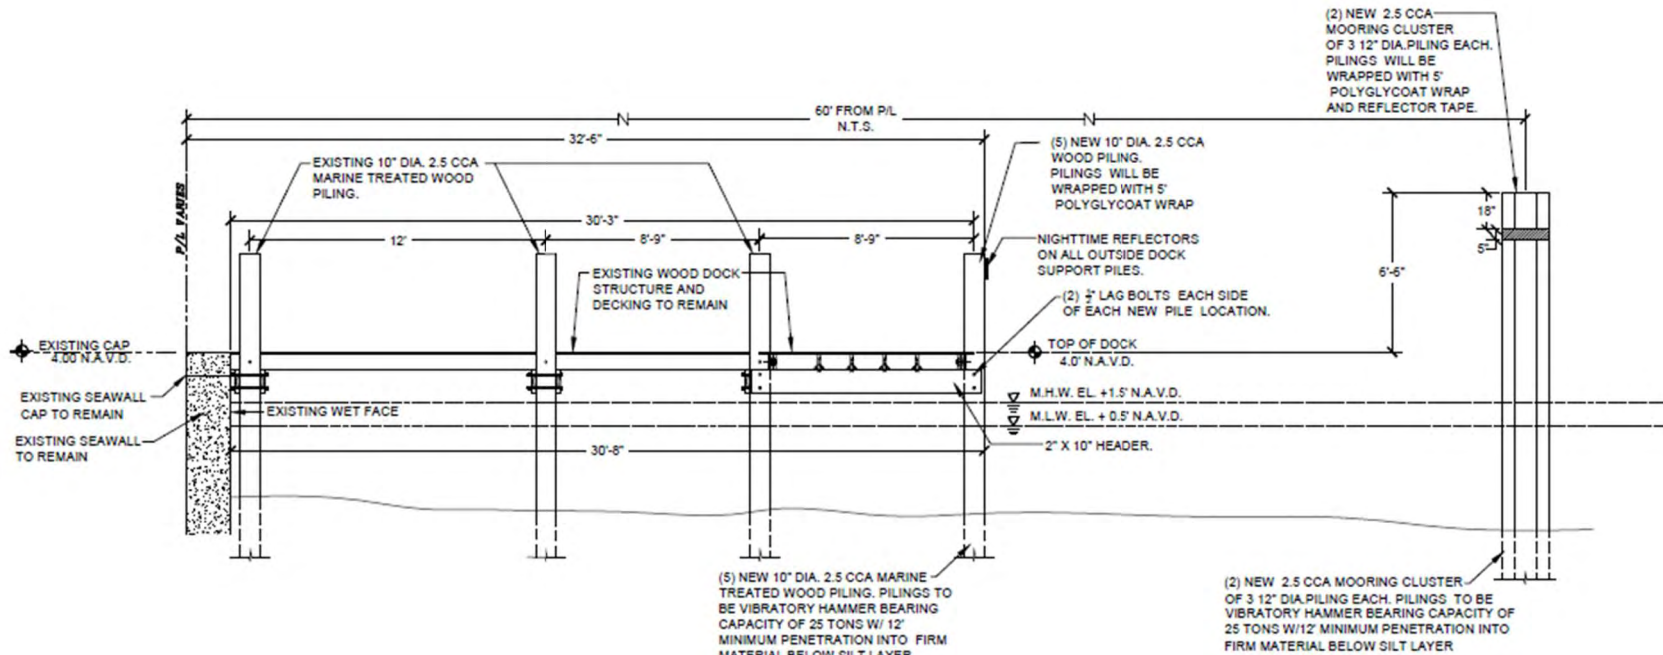 (2) NEW 2.5 CCA
MOORING CLUSTER
OF 3 12" DIA.PILING EACH.
PILINGS WILL BE
WRAPPED WITH 5'
POLYGLYCOAT WRAP
AND REFLECTOR TAPE.
60' FROM P/L
N.T.S.
32'-6"
(5) NEW 10" DIA. 2.5 CCA
WOOD PILING.
PILINGS WILL BE
WRAPPED WITH 5'
POLYGLYCOAT WRAP
EXISTING 10" DIA. 2.5 CCA
MARINE TREATED WOOD
PILING.
P/L VARIES
30'-3"
12'
8'-9"
8'-9"
18"
5"
6'-6"
NIGHTTIME REFLECTORS
ON ALL OUTSIDE DOCK
SUPPORT PILES.
EXISTING WOOD DOCK
STRUCTURE AND
DECKING TO REMAIN
(2) LAG BOLTS EACH SIDE
OF EACH NEW PILE LOCATION.
EXISTING CAP
4.00 N.A.V.D.
TOP OF DOCK
4.0' N.A.V.D.
EXISTING SEAWALL
CAP TO REMAIN
EXISTING WET FACE
EXISTING SEAWALL
TO REMAIN
M.H.W. EL. +1.5' N.A.V.D.
M.L.W. EL. + 0.5' N.A.V.D.
2" X 10" HEADER.
30'-8"
(5) NEW 10" DIA. 2.5 CCA MARINE
TREATED WOOD PILING. PILINGS TO
BE VIBRATORY HAMMER BEARING
CAPACITY OF 25 TONS W/ 12'
MINIMUM PENETRATION INTO FIRM
MATERIAL BELOW SILT LAYER
(2) NEW 2.5 CCA MOORING CLUSTER
OF 3 12" DIA.PILING EACH. PILINGS TO BE
VIBRATORY HAMMER BEARING CAPACITY OF
25 TONS W/12' MINIMUM PENETRATION INTO
FIRM MATERIAL BELOW SILT LAYER